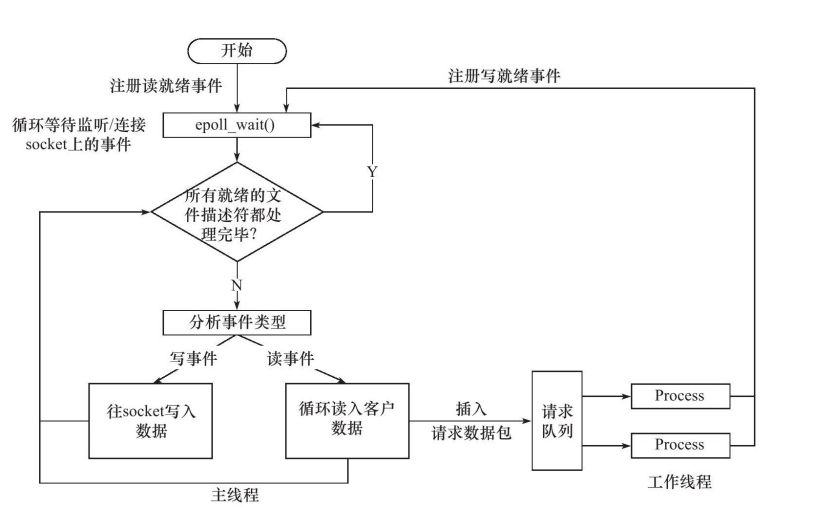 开始
注册读就绪事件
注册写就绪事件
循环等待监听/连接
socket上的事件
epoll_wait()
Y
所有就绪的文
件描述符都处
理完毕?
N
分析事件类型
写事件
读事件
往socket写入
数据
循环读入客户
数据
插入
请求数据包
请求
队列
Process
Process
工作线程
主线程